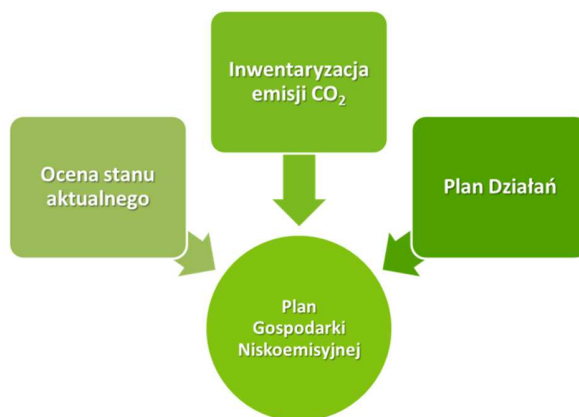 Inwentaryzacja
emisji CO₂
Ocena stanu
aktualnego
Plan Działań
Plan
Gospodarki
Niskoemisyjnej